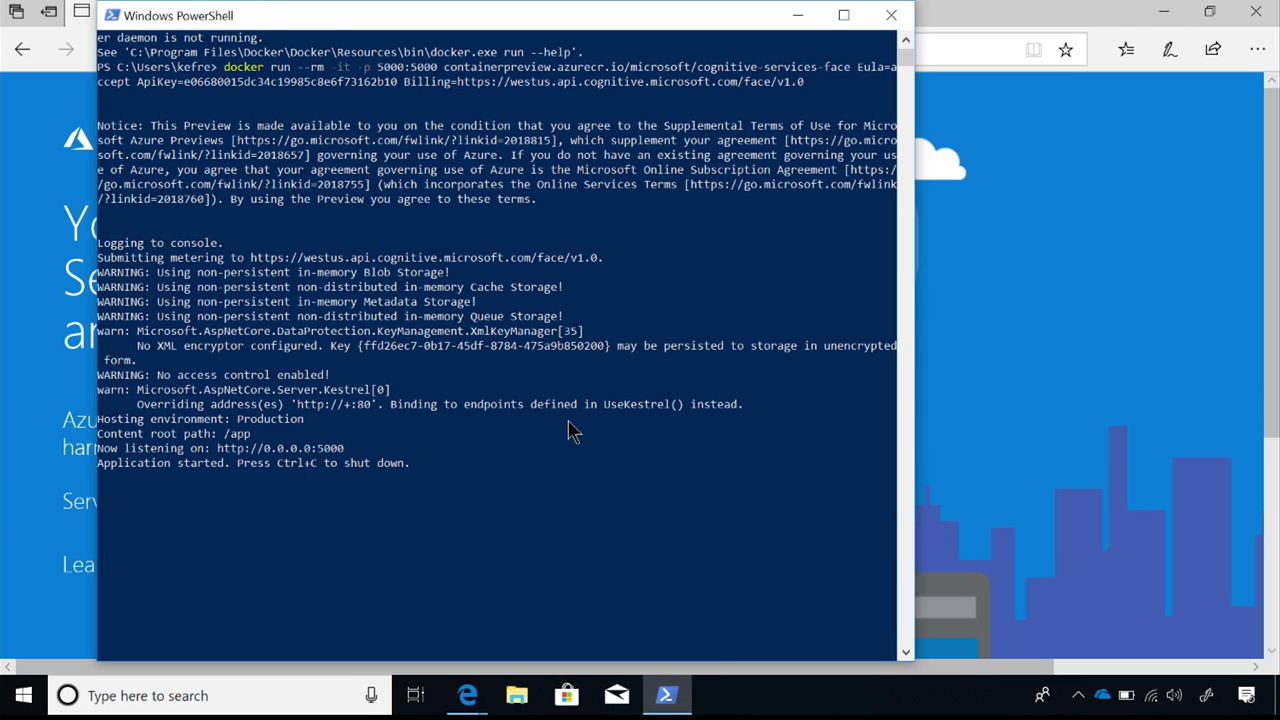 Windows PowerShell
er daemon is not running.
See 'C:\Program Files\Docker\Docker\Resources\bin\docker.exe run --help'.
PS C:\Users\kefre> docker run --rm -it -p 5000:5000 containerpreview.azurecr.io/microsoft/cognitive-services-face Eula=a
ccept ApiKey=e06680015dc34c19985c8e6f73162b10 Billing=https://westus.api.cognitive.microsoft.com/face/v1.0
Notice: This Preview is made available to you on the condition that you agree to the Supplemental Terms of Use for Micro
soft Azure Previews [https://go.microsoft.com/fwlink/?linkid=2018815], which supplement your agreement [https://go.micro
soft.com/fwlink/?linkid=2018657] governing your use of Azure. If you do not have an existing agreement governing your us
e of Azure, you agree that your agreement governing use of Azure is the Microsoft Online Subscription Agreement [https:/
/go.microsoft.com/fwlink/?linkid=2018755] (which incorporates the Online Services Terms [https://go.microsoft.com/fwlink
/?linkid=2018760]). By using the Preview you agree to these terms.
Logging to console.
Submitting metering to https://westus.api.cognitive.microsoft.com/face/v1.0.
WARNING: Using non-persistent in-memory Blob Storage!
WARNING: Using non-persistent non-distributed in-memory Cache Storage!
WARNING: Using non-persistent in-memory Metadata Storage!
WARNING: Using non-persistent non-distributed in-memory Queue Storage!
warn: Microsoft.AspNetCore.DataProtection.KeyManagement.XmlKeyManager[35]
No XML encryptor configured. Key {ffd26ec7-0b17-45df-8784-475a9b850200} may be persisted to storage in unencrypted
form.
WARNING: No access control enabled!
warn: Microsoft.AspNetCore.Server.Kestrel[0]
Overriding address(es) 'http://+:80'. Binding to endpoints defined in UseKestrel() instead.
Hosting environment: Production
Content root path: /app
Now listening on: http://0.0.0.0:5000
Application started. Press Ctrl+C to shut down.
Yo
Se
an
Azu
har
Serv
Lea
Type here to search